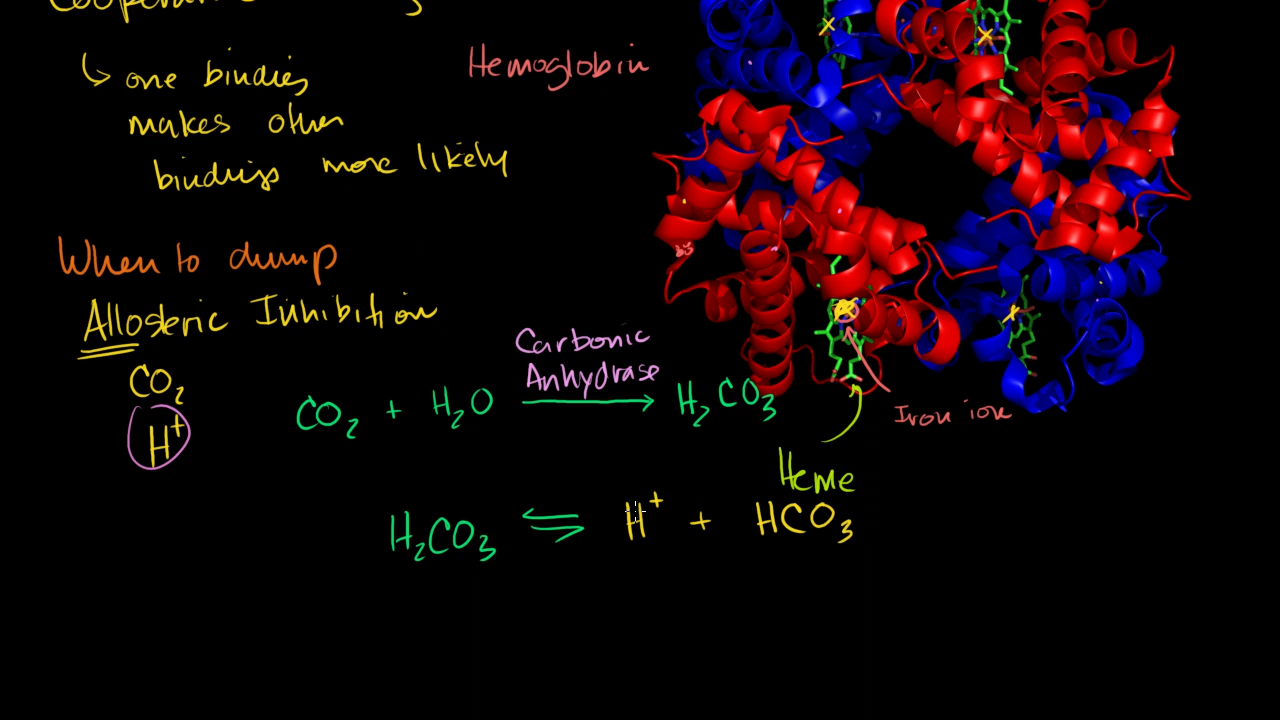 Hemoglobin
↳ one binding
makes other
bindings more likely
When to dump
Allosteric Inhibition
CO₂
H⁺
Carbonic
Anhydrase
CO₂ + H₂O → H₂CO₃
Iron ion
Heme
H₂CO₃ ⇌ H⁺ + HCO₃